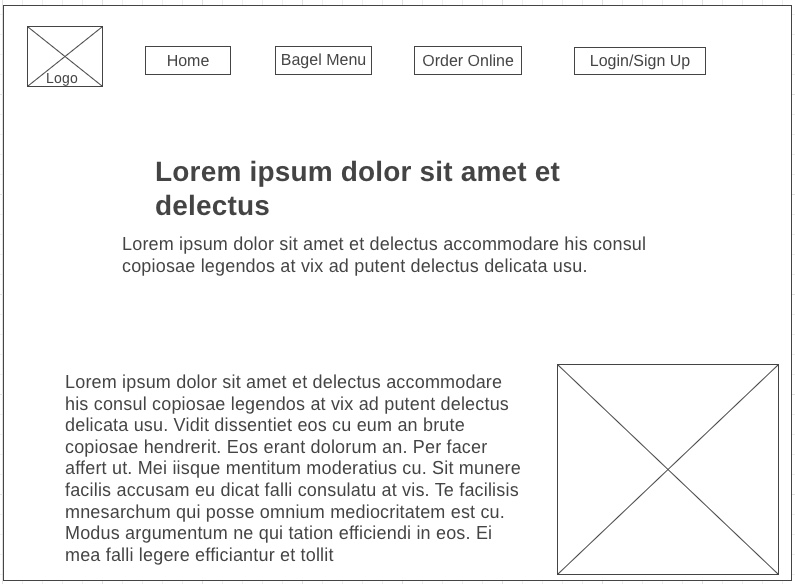 Logo
Home
Bagel Menu
Order Online
Login/Sign Up
Lorem ipsum dolor sit amet et
delectus
Lorem ipsum dolor sit amet et delectus accommodare his consul
copiosae legendos at vix ad putent delectus delicata usu.
Lorem ipsum dolor sit amet et delectus accommodare
his consul copiosae legendos at vix ad putent delectus
delicata usu. Vidit dissentiet eos cu eum an brute
copiosae hendrerit. Eos erant dolorum an. Per facer
affert ut. Mei iisque mentitum moderatius cu. Sit munere
facilis accusam eu dicat falli consulatu at vis. Te facilisis
mnesarchum qui posse omnium mediocritatem est cu.
Modus argumentum ne qui tation efficiendi in eos. Ei
mea falli legere efficiantur et tollit